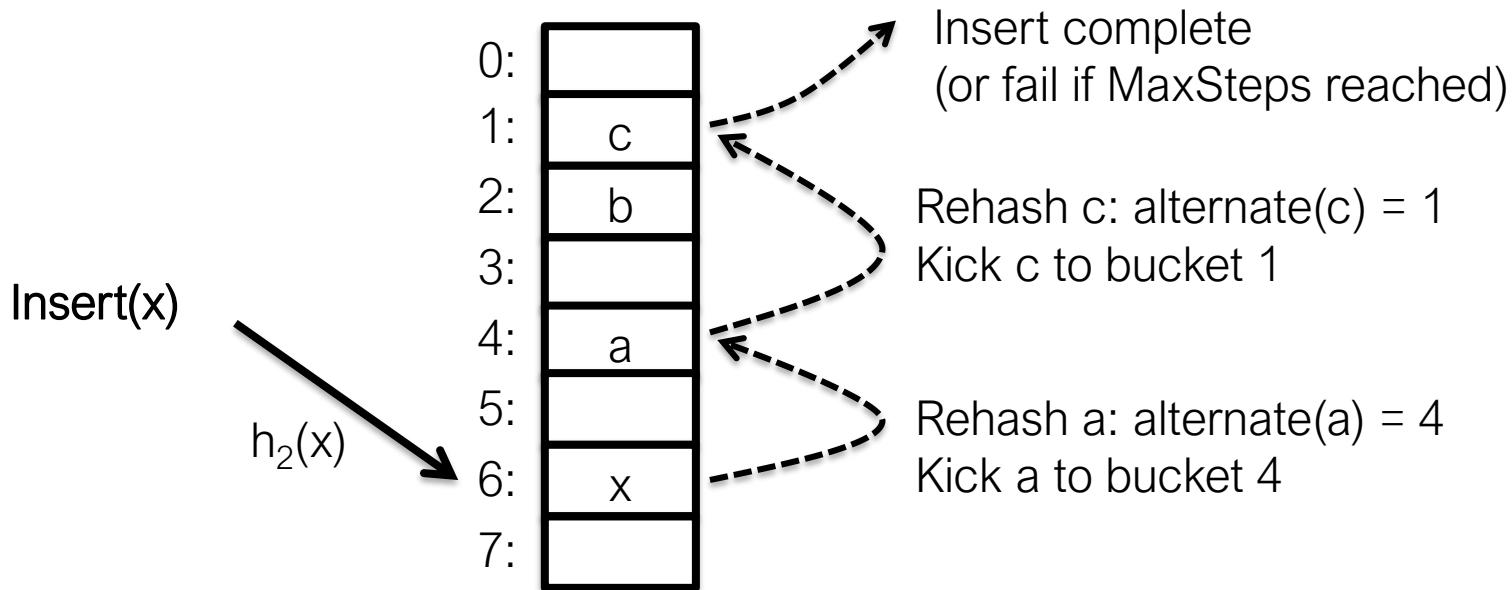 Insert complete
(or fail if MaxSteps reached)
0:
1: c
2: b
Rehash c: alternate(c) = 1
Kick c to bucket 1
3:
Insert(x)
4: a
5:
Rehash a: alternate(a) = 4
Kick a to bucket 4
h₂(x)
6: x
7: